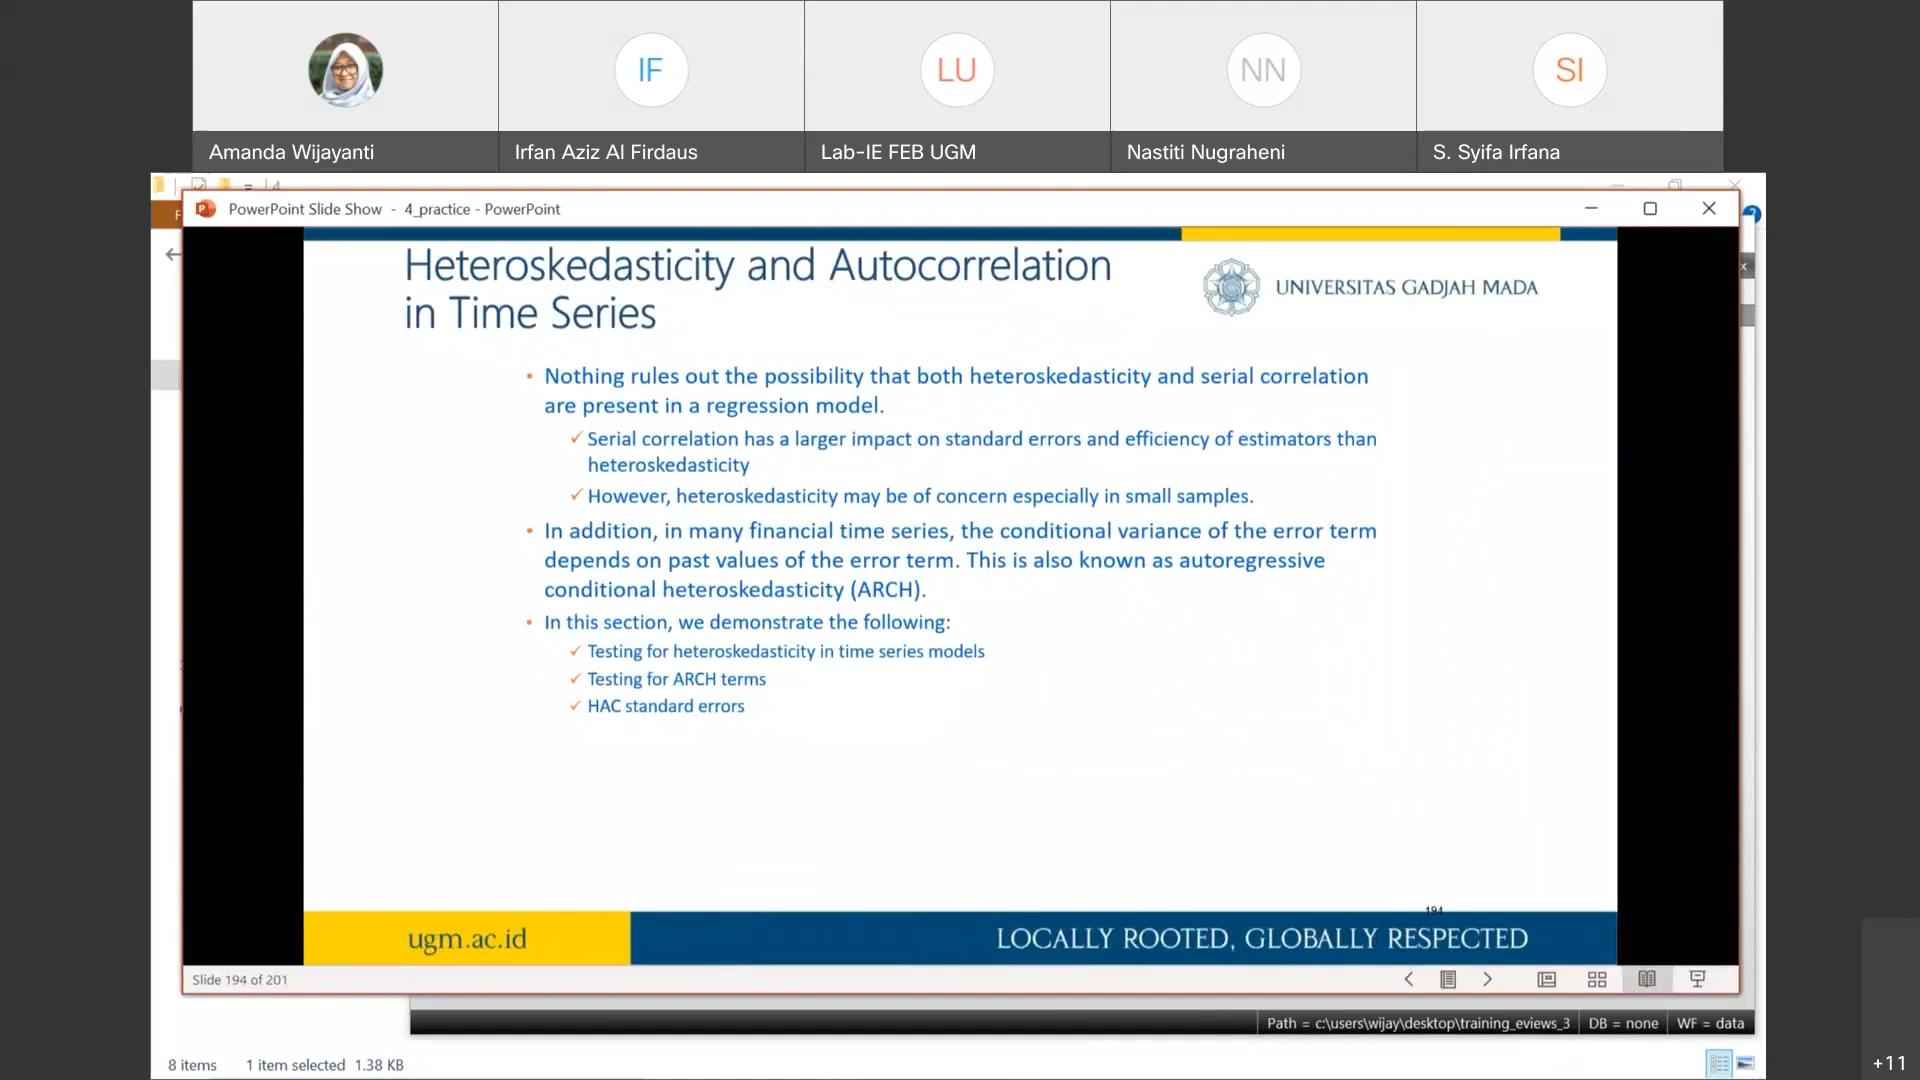 IF
LU
NN
SI
Amanda Wijayanti
Irfan Aziz Al Firdaus
Lab-IE FEB UGM
Nastiti Nugraheni
S. Syifa Irfana
PowerPoint Slide Show - 4_practice - PowerPoint
Heteroskedasticity and Autocorrelation
in Time Series
UNIVERSITAS GADJAH MADA
• Nothing rules out the possibility that both heteroskedasticity and serial correlation
are present in a regression model.
✓ Serial correlation has a larger impact on standard errors and efficiency of estimators than
heteroskedasticity
✓ However, heteroskedasticity may be of concern especially in small samples.
• In addition, in many financial time series, the conditional variance of the error term
depends on past values of the error term. This is also known as autoregressive
conditional heteroskedasticity (ARCH).
• In this section, we demonstrate the following:
✓ Testing for heteroskedasticity in time series models
✓ Testing for ARCH terms
✓ HAC standard errors
194
ugm.ac.id
LOCALLY ROOTED, GLOBALLY RESPECTED
Slide 194 of 201
Path = c:\users\wijay\desktop\training_eviews_3
DB = none
WF = data
8 items
1 item selected 1.38 KB
+11